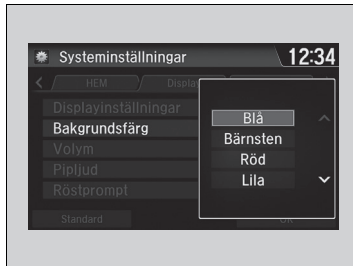 Systeminställningar 12:34
HEM Displa
Displayinställningar
Bakgrundsfärg
Volym
Pipljud
Röstprompt
Blå
Bärnsten
Röd
Lila
Standard OK